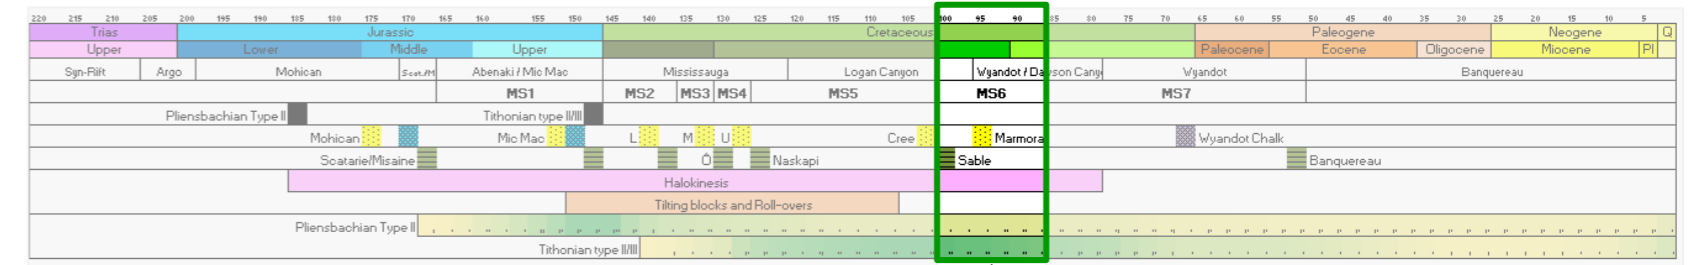 220 215 210 205 200 195 190 185 180 175 170 165 160 155 150 145 140 135 130 125 120 115 110 105 100 95 90 85 80 75 70 65 60 55 50 45 40 35 30 25 20 15 10 5
Trias Jurassic Cretaceous Paleogene Neogene Q
Upper Lower Middle Upper Paleocene Eocene Oligocene Miocene Pl
Syn-Rift Argo Mohican Scat./M Abenaki / Mic Mac Mississauga Logan Canyon Wyandot / Dawson Cany Wyandot Banquereau
MS1 MS2 MS3 MS4 MS5 MS6 MS7
Pliensbachian Type II Tithonian type II/III
Mohican Mic Mac L M U Cree Marmora Wyandot Chalk
Scatarie/Misaine O Naskapi Sable Banquereau
Halokinesis
Tilting blocks and Roll-overs
Pliensbachian Type II
Tithonian type II/III